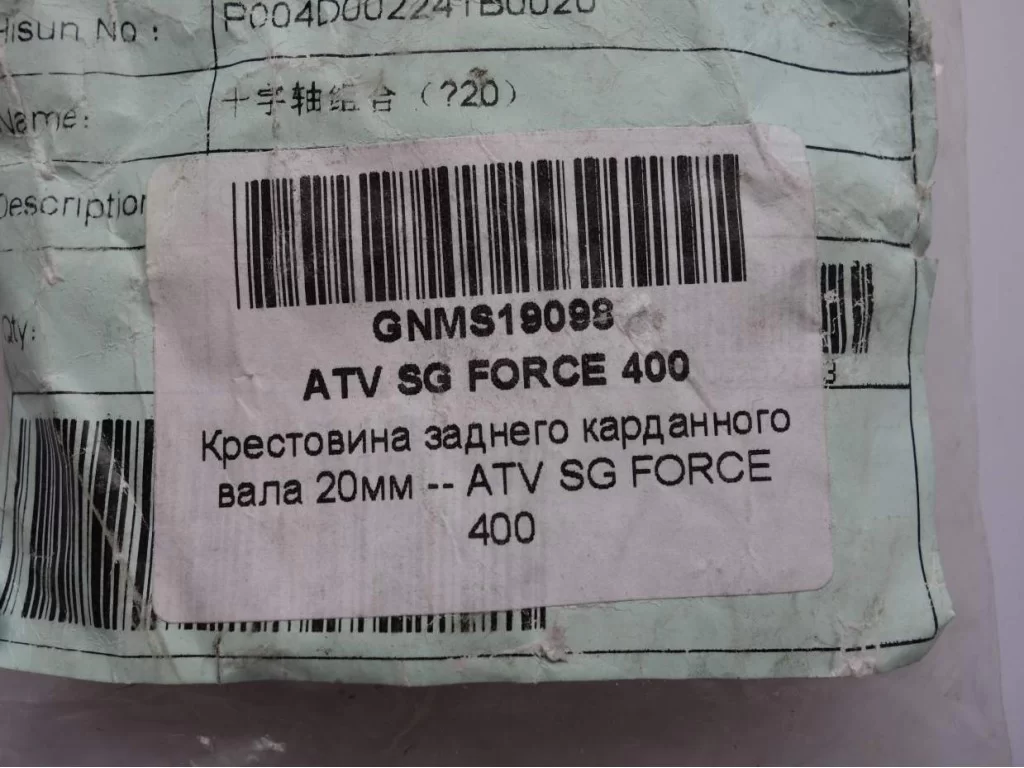 Hisun No : P004D002241B0020
Name: 十字轴组合（?20）
Description
Qty:
GNMS19098
ATV SG FORCE 400
3
Крестовина заднего карданного
вала 20мм -- ATV SG FORCE
400